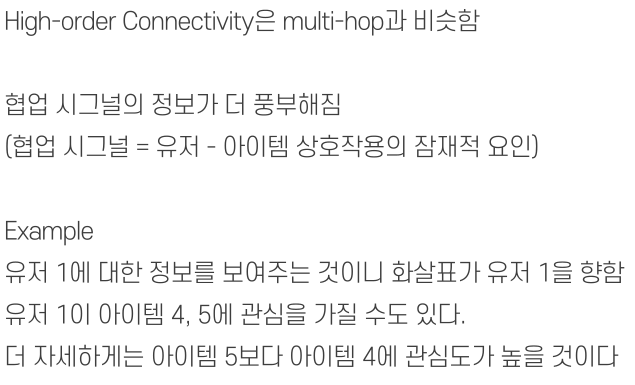 High-order Connectivity은 multi-hop과 비슷함
협업 시그널의 정보가 더 풍부해짐
(협업 시그널 = 유저 - 아이템 상호작용의 잠재적 요인)
Example
유저 1에 대한 정보를 보여주는 것이니 화살표가 유저 1을 향함
유저 1이 아이템 4, 5에 관심을 가질 수도 있다.
더 자세하게는 아이템 5보다 아이템 4에 관심도가 높을 것이다